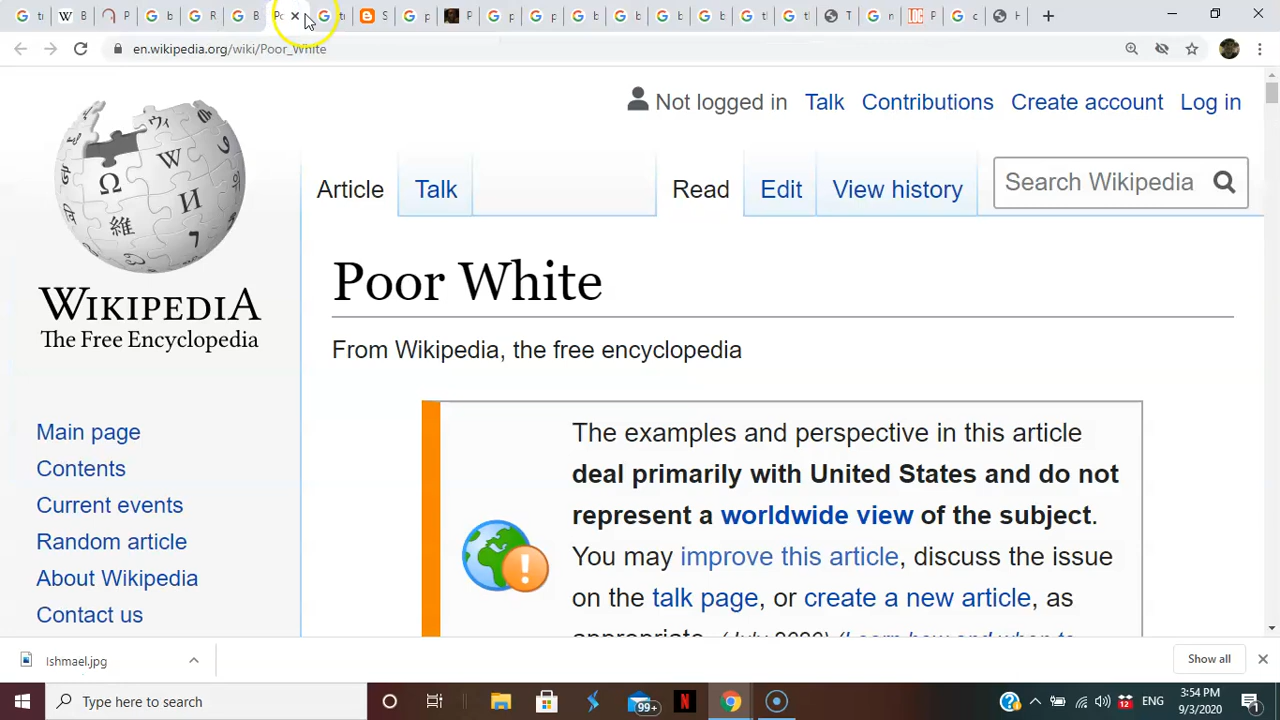 en.wikipedia.org/wiki/Poor_White
Not logged in Talk Contributions Create account Log in
Article Talk Read Edit View history Search Wikipedia
WIKIPEDIA
The Free Encyclopedia
Poor White
From Wikipedia, the free encyclopedia
Main page
Contents
Current events
Random article
About Wikipedia
Contact us
The examples and perspective in this article
deal primarily with United States and do not
represent a worldwide view of the subject.
You may improve this article, discuss the issue
on the talk page, or create a new article, as
Ishmael.jpg
Show all
Type here to search
99+
ENG
3:54 PM
9/3/2020
12
1